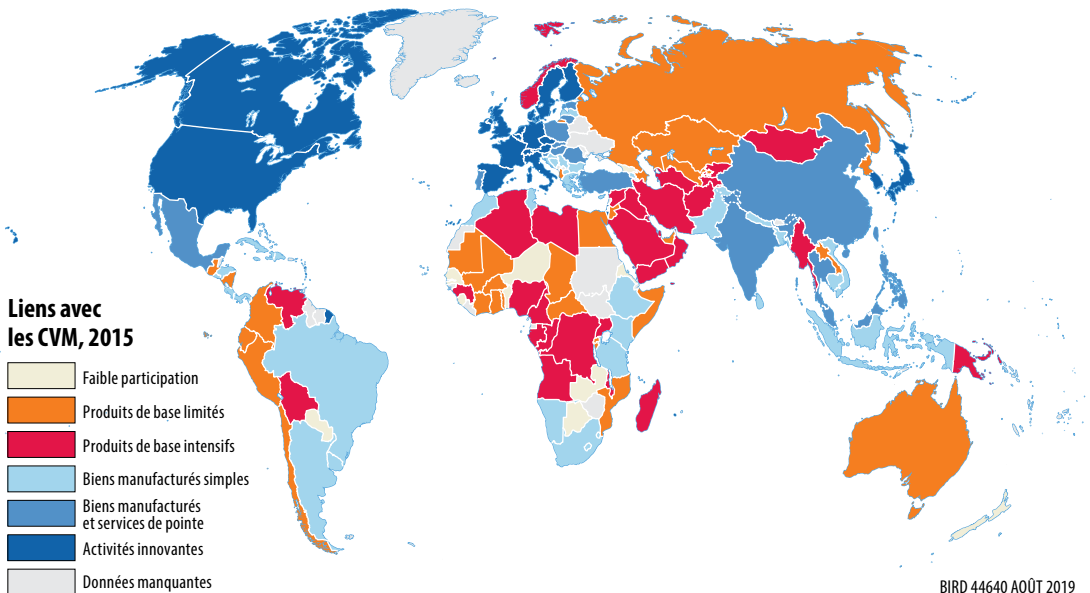 Liens avec
les CVM, 2015
Faible participation
Produits de base limités
Produits de base intensifs
Biens manufacturés simples
Biens manufacturés
et services de pointe
Activités innovantes
Données manquantes
BIRD 44640 AOÛT 2019